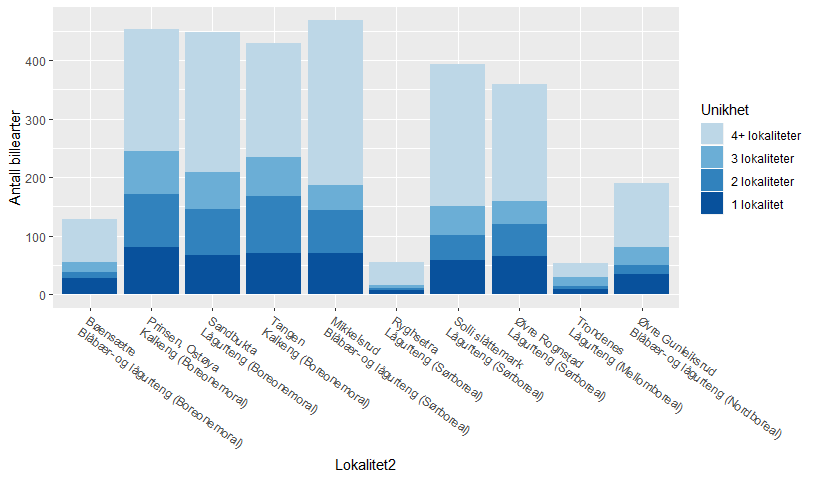 400
300
200
100
0
Antall billearter
Bøensætre
Blåbær- og lågurteng (Boreonemoral)
Prinsen, Ostøya
Kalkeng (Boreonemoral)
Sandbukta
Lågurteng (Boreonemoral)
Tangen
Kalkeng (Boreonemoral)
Mikkelsrud
Blåbær- og lågurteng (Sørboreal)
Ryghsetra
Lågurteng (Sørboreal)
Solli slåttemark
Lågurteng (Sørboreal)
Øvre Rognstad
Lågurteng (Sørboreal)
Trondenes
Lågurteng (Mellomboreal)
Øvre Gunleiksrud
Blåbær- og lågurteng (Nordboreal)
Lokalitet2
Unikhet
4+ lokaliteter
3 lokaliteter
2 lokaliteter
1 lokalitet